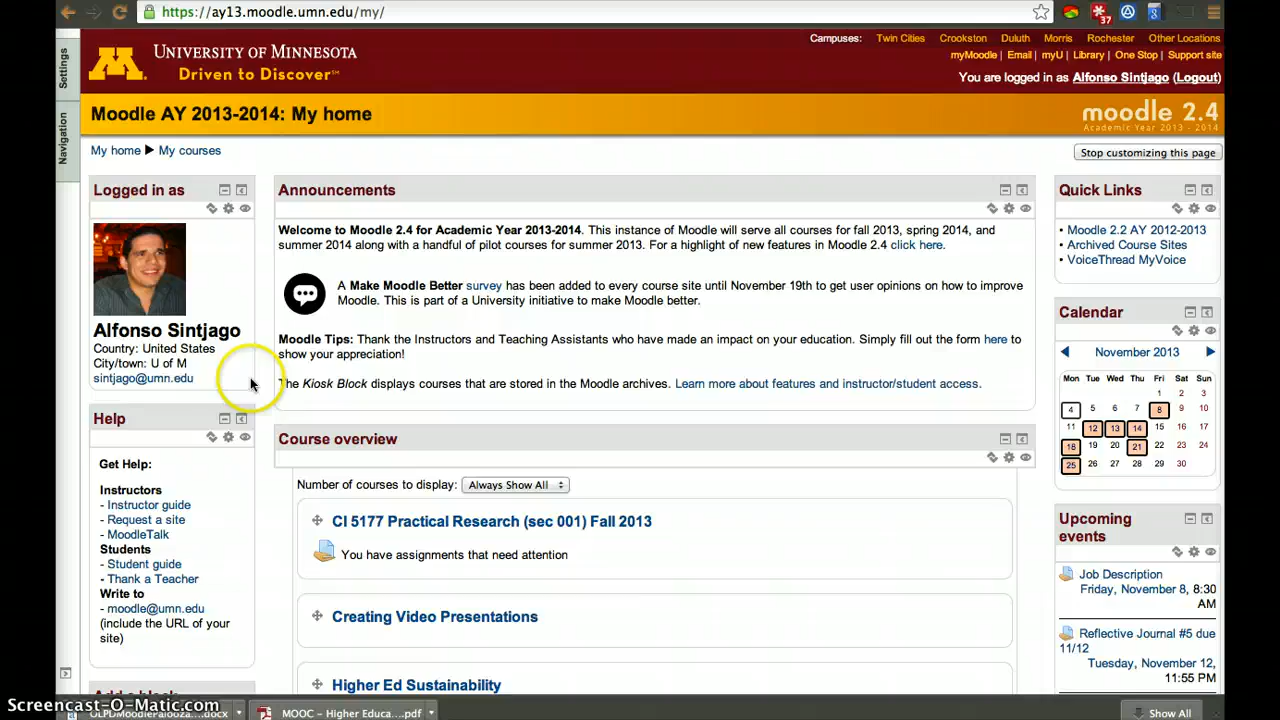 https://ay13.moodle.umn.edu/my/
37
Settings
Navigation
UNIVERSITY OF MINNESOTA
Driven to Discover℠
Campuses: Twin Cities Crookston Duluth Morris Rochester Other Locations
myMoodle | Email | myU | Library | One Stop | Support site
You are logged in as Alfonso Sintjago (Logout)
Moodle AY 2013-2014: My home
moodle 2.4
Academic Year 2013 - 2014
My home ▶ My courses
Stop customizing this page
Logged in as
Alfonso Sintjago
Country: United States
City/town: U of M
sintjago@umn.edu
Help
Get Help:
Instructors
- Instructor guide
- Request a site
- MoodleTalk
Students
- Student guide
- Thank a Teacher
Write to
- moodle@umn.edu
(include the URL of your
site)
Add a block
Announcements
Welcome to Moodle 2.4 for Academic Year 2013-2014. This instance of Moodle will serve all courses for fall 2013, spring 2014, and
summer 2014 along with a handful of pilot courses for summer 2013. For a highlight of new features in Moodle 2.4 click here.
A Make Moodle Better survey has been added to every course site until November 19th to get user opinions on how to improve
Moodle. This is part of a University initiative to make Moodle better.
Moodle Tips: Thank the Instructors and Teaching Assistants who have made an impact on your education. Simply fill out the form here to
show your appreciation!
The Kiosk Block displays courses that are stored in the Moodle archives. Learn more about features and instructor/student access.
Course overview
Number of courses to display: Always Show All
CI 5177 Practical Research (sec 001) Fall 2013
You have assignments that need attention
Creating Video Presentations
Higher Ed Sustainability
Quick Links
• Moodle 2.2 AY 2012-2013
• Archived Course Sites
• VoiceThread MyVoice
Calendar
November 2013
Mon Tue Wed Thu Fri Sat Sun
1 2 3
4 5 6 7 8 9 10
11 12 13 14 15 16 17
18 19 20 21 22 23 24
25 26 27 28 29 30
Upcoming
events
Job Description
Friday, November 8, 8:30
AM
Reflective Journal #5 due
11/12
Tuesday, November 12,
11:55 PM
Screencast-O-Matic.com
OLPDMoodlePalooza....docx
MOOC – Higher Educa....pdf
Show All